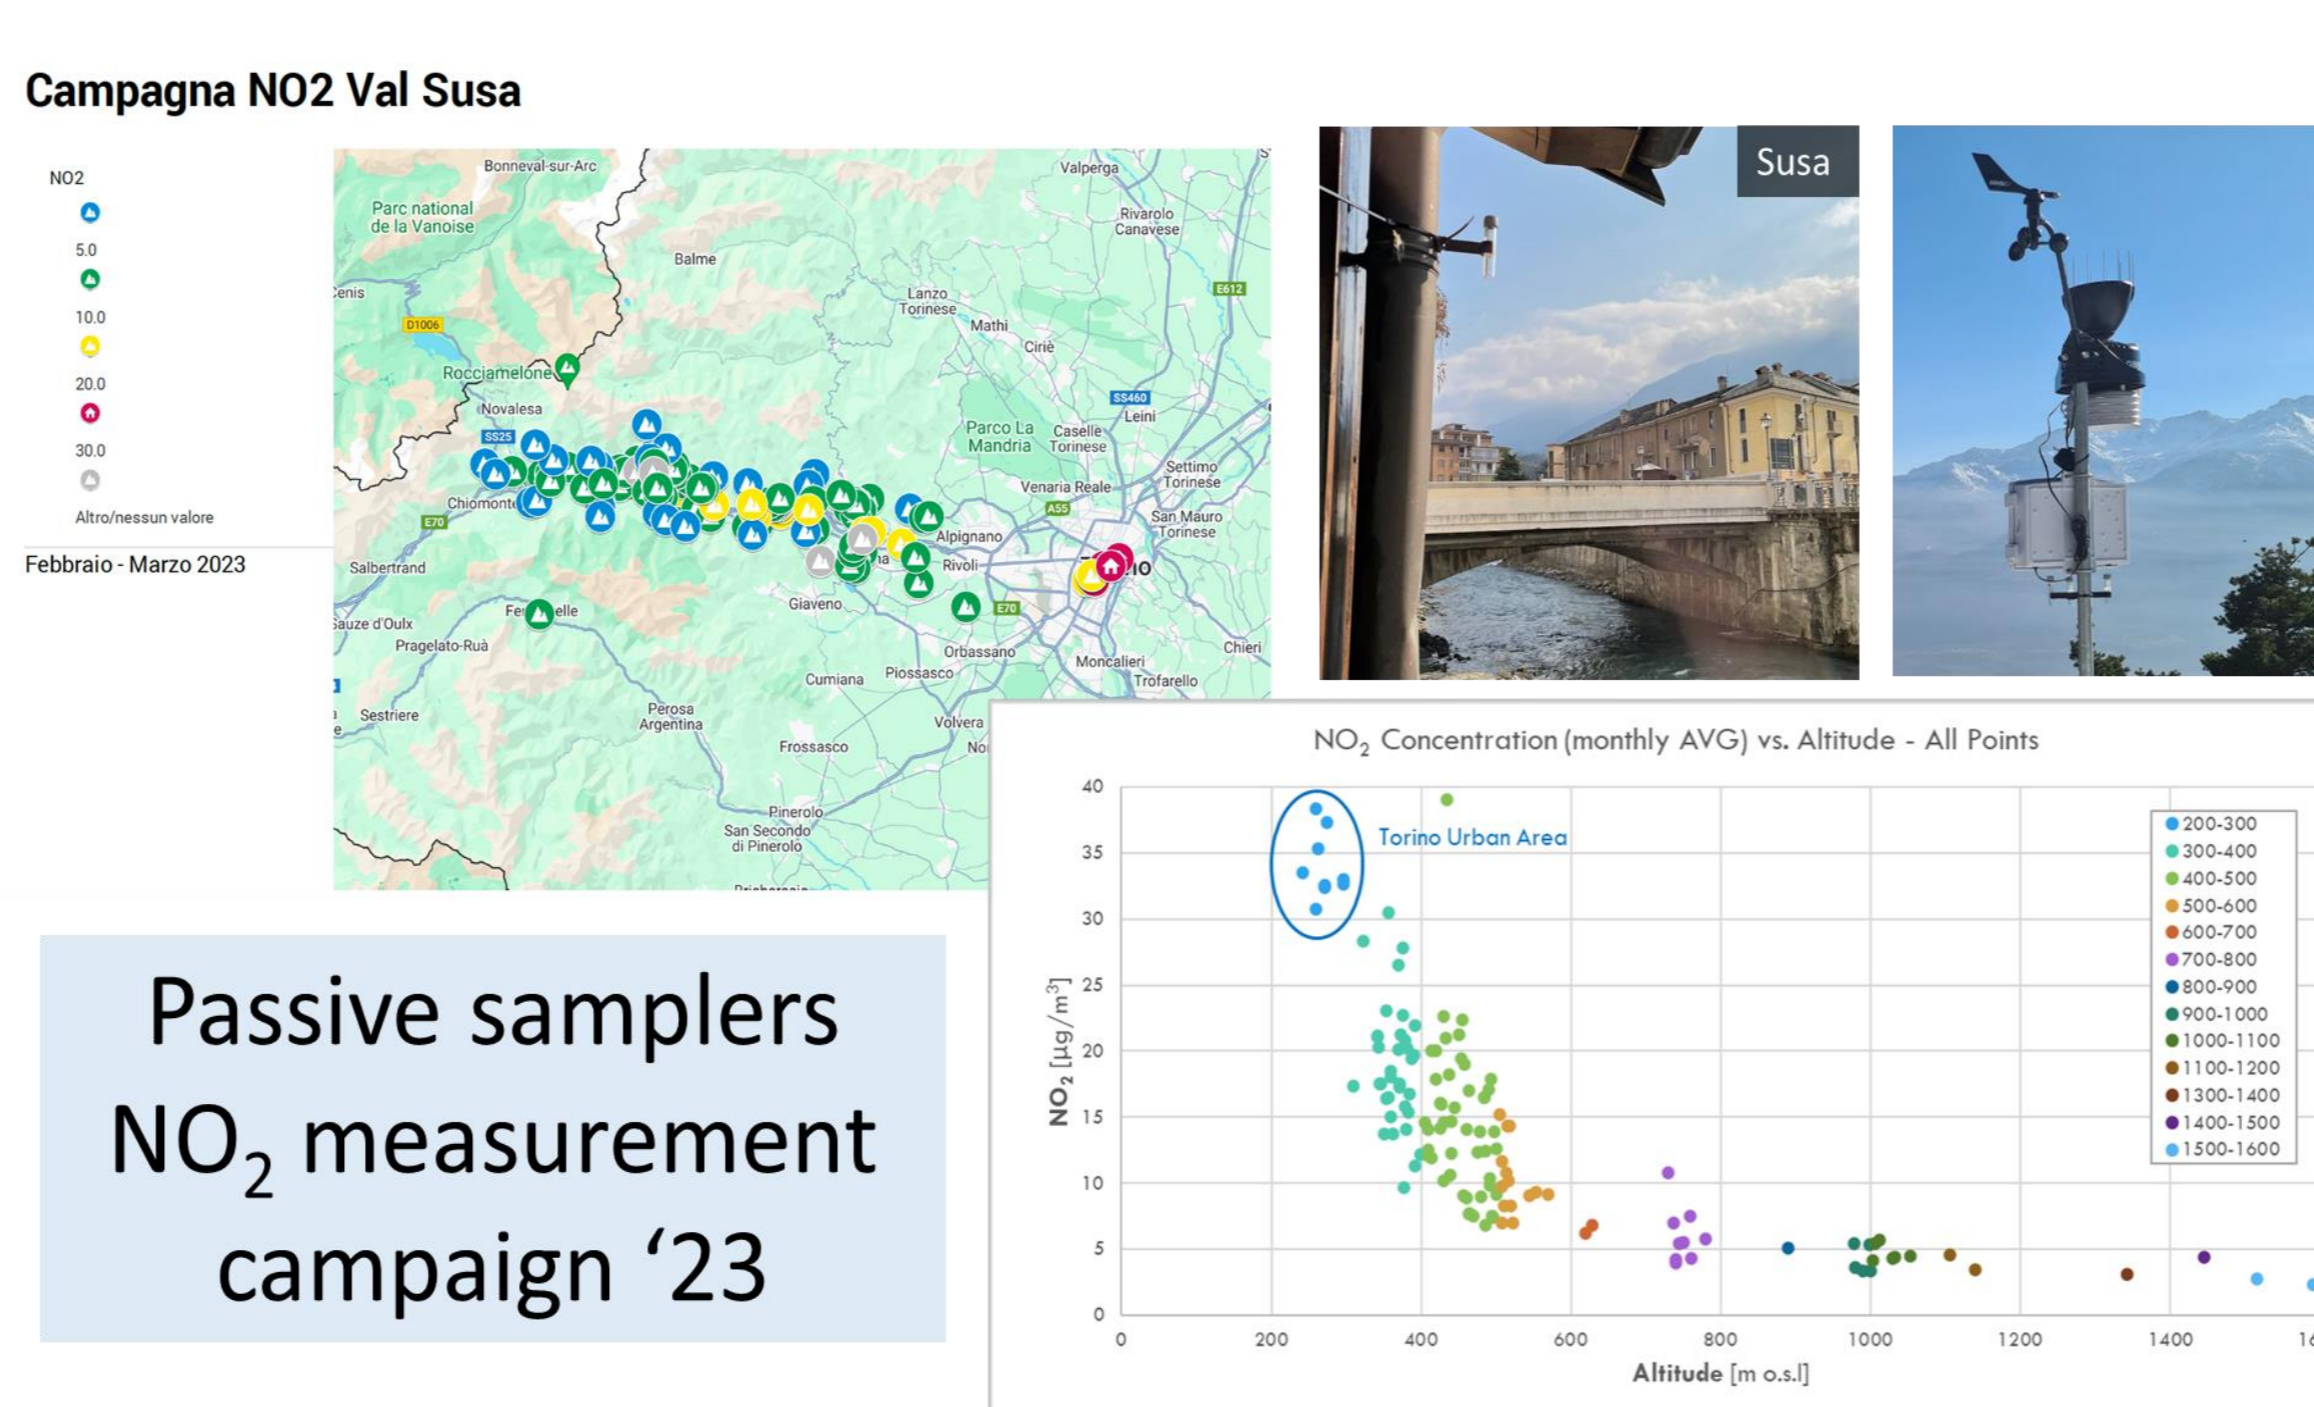 Campagna NO2 Val Susa
NO2
5.0
10.0
20.0
30.0
Altro/nessun valore
Febbraio - Marzo 2023
Bonneval-sur-Arc
Parc national
de la Vanoise
Valperga
Rivarolo
Canavese
Balme
Lanzo
Torinese
Mathi
E612
D1006
Ciriè
Rocciamelone
Novalesa
SS25
SS460
Leini
Parco La
Mandria
Caselle
Torinese
Settimo
Torinese
Venaria Reale
A55
San Mauro
Torinese
Chiomonte
E70
Alpignano
Rivoli
Salbertrand
Giaveno
E70
Pragelato-Ruà
Orbassano
Chieri
Moncalieri
Cumiana
Piossasco
Trofarello
Sestriere
Perosa
Argentina
Volvera
Frossasco
Pinerolo
San Secondo
di Pinerolo
Susa
NO₂ Concentration (monthly AVG) vs. Altitude - All Points
Torino Urban Area
40
35
30
25
20
15
10
5
0
NO₂ [µg/m³]
0 200 400 600 800 1000 1200 1400
Altitude [m o.s.l]
200-300
300-400
400-500
500-600
600-700
700-800
800-900
900-1000
1000-1100
1100-1200
1300-1400
1400-1500
1500-1600
Passive samplers
NO₂ measurement
campaign ‘23